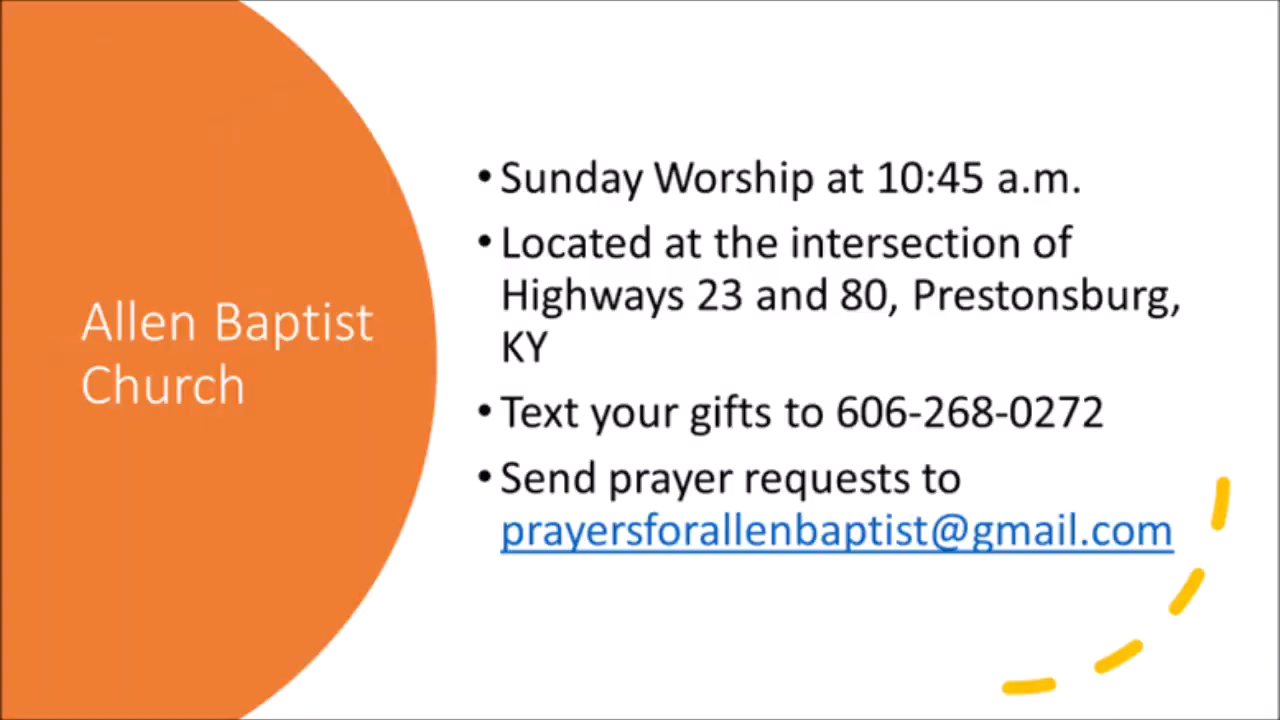 Allen Baptist
Church
• Sunday Worship at 10:45 a.m.
• Located at the intersection of
Highways 23 and 80, Prestonsburg,
KY
• Text your gifts to 606-268-0272
• Send prayer requests to
prayersforallenbaptist@gmail.com